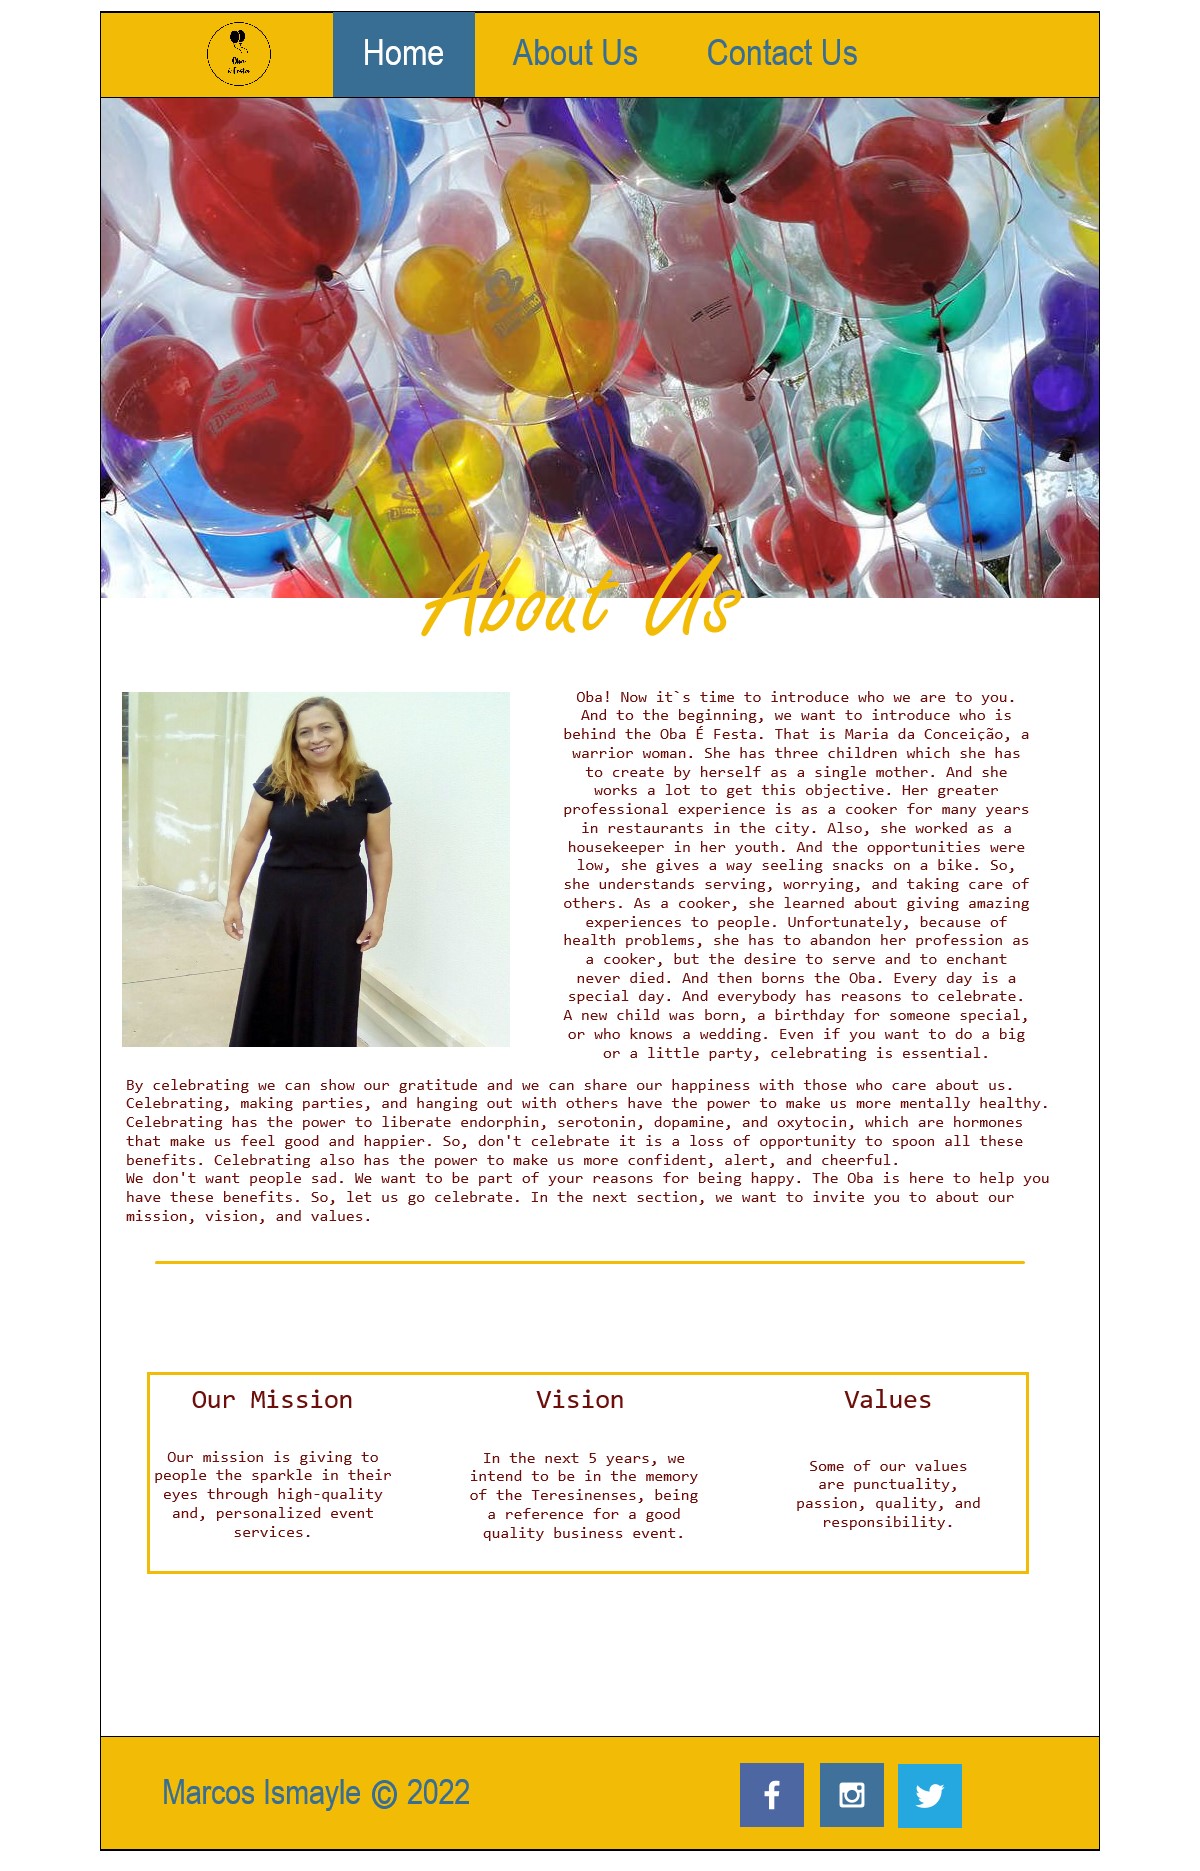 Oba
é Festa
Home
About Us
Contact Us
Disneyland
Disneyland
About Us
Oba! Now it`s time to introduce who we are to you.
And to the beginning, we want to introduce who is
behind the Oba É Festa. That is Maria da Conceição, a
warrior woman. She has three children which she has
to create by herself as a single mother. And she
works a lot to get this objective. Her greater
professional experience is as a cooker for many years
in restaurants in the city. Also, she worked as a
housekeeper in her youth. And the opportunities were
low, she gives a way seeling snacks on a bike. So,
she understands serving, worrying, and taking care of
others. As a cooker, she learned about giving amazing
experiences to people. Unfortunately, because of
health problems, she has to abandon her profession as
a cooker, but the desire to serve and to enchant
never died. And then borns the Oba. Every day is a
special day. And everybody has reasons to celebrate.
A new child was born, a birthday for someone special,
or who knows a wedding. Even if you want to do a big
or a little party, celebrating is essential.
By celebrating we can show our gratitude and we can share our happiness with those who care about us.
Celebrating, making parties, and hanging out with others have the power to make us more mentally healthy.
Celebrating has the power to liberate endorphin, serotonin, dopamine, and oxytocin, which are hormones
that make us feel good and happier. So, don't celebrate it is a loss of opportunity to spoon all these
benefits. Celebrating also has the power to make us more confident, alert, and cheerful.
We don't want people sad. We want to be part of your reasons for being happy. The Oba is here to help you
have these benefits. So, let us go celebrate. In the next section, we want to invite you to about our
mission, vision, and values.
Our Mission
Our mission is giving to
people the sparkle in their
eyes through high-quality
and, personalized event
services.
Vision
In the next 5 years, we
intend to be in the memory
of the Teresinenses, being
a reference for a good
quality business event.
Values
Some of our values
are punctuality,
passion, quality, and
responsibility.
Marcos Ismayle © 2022